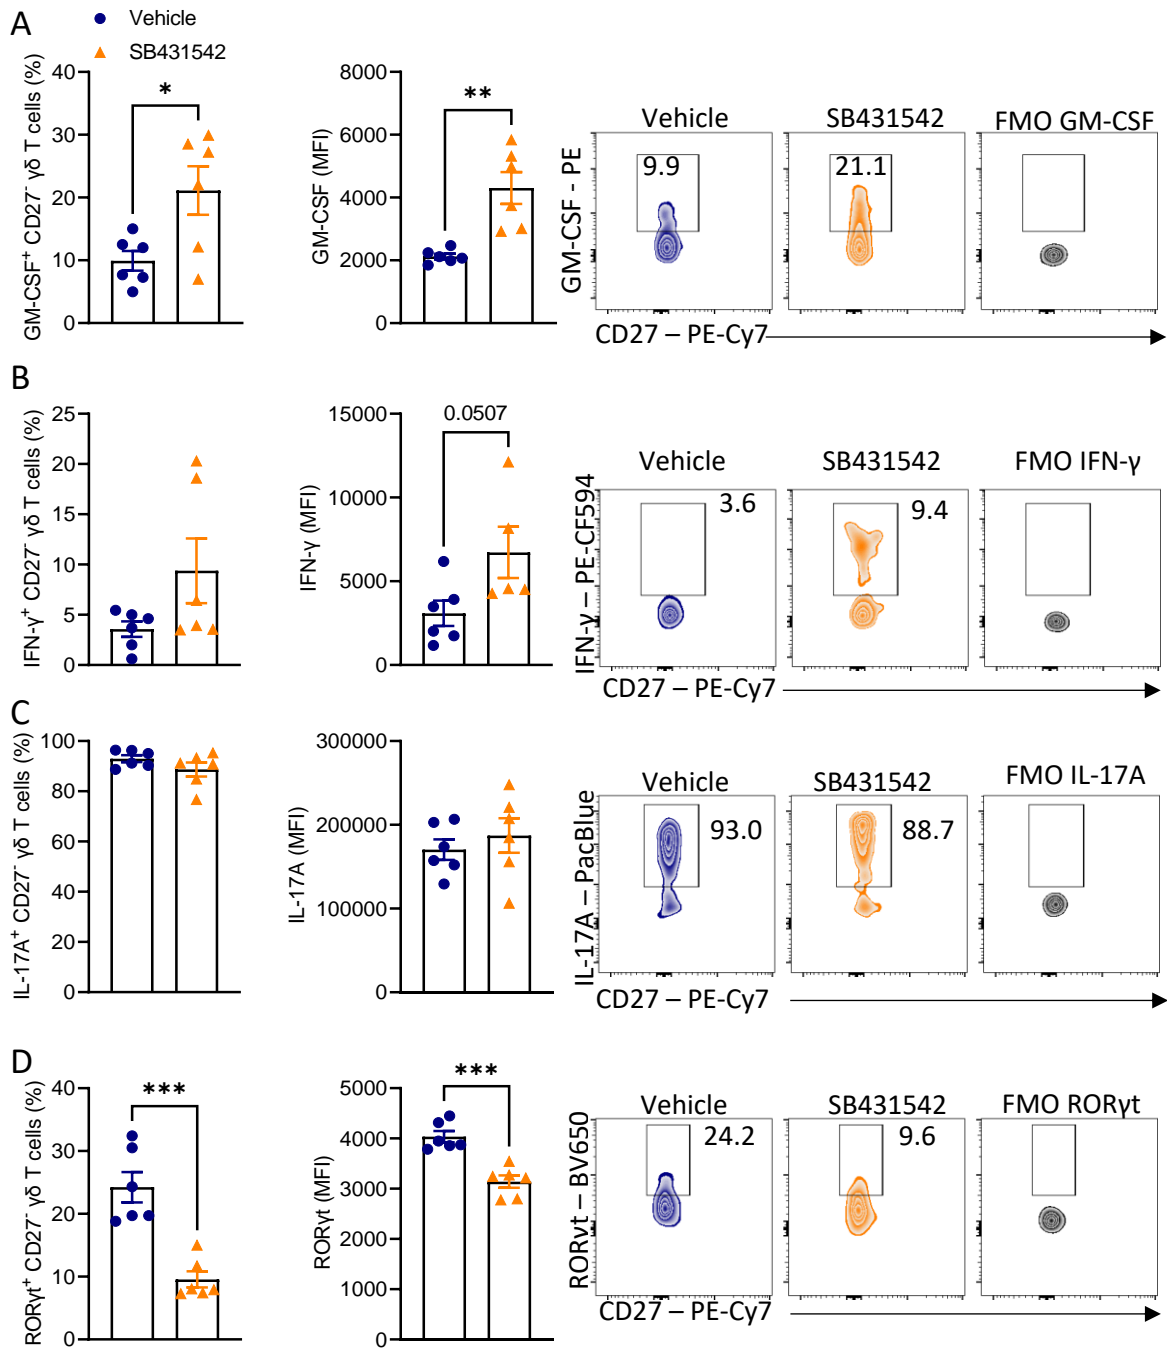 A
Vehicle
SB431542
GM-CSF⁺ CD27⁻ γδ T cells (%)
40
30
20
10
0
*
GM-CSF (MFI)
8000
6000
4000
2000
0
**
Vehicle
SB431542
FMO GM-CSF
GM-CSF - PE
9.9
21.1
CD27 – PE-Cy7
B
IFN-γ⁺ CD27⁻ γδ T cells (%)
25
20
15
10
5
0
IFN-γ (MFI)
15000
10000
5000
0
0.0507
Vehicle
SB431542
FMO IFN-γ
IFN-γ – PE-CF594
3.6
9.4
CD27 – PE-Cy7
C
IL-17A⁺ CD27⁻ γδ T cells (%)
100
80
60
40
20
0
IL-17A (MFI)
300000
200000
100000
0
Vehicle
SB431542
FMO IL-17A
IL-17A – PacBlue
93.0
88.7
CD27 – PE-Cy7
D
RORγt⁺ CD27⁻ γδ T cells (%)
40
30
20
10
0
***
RORγt (MFI)
5000
4000
3000
2000
1000
0
***
Vehicle
SB431542
FMO RORγt
RORγt – BV650
24.2
9.6
CD27 – PE-Cy7